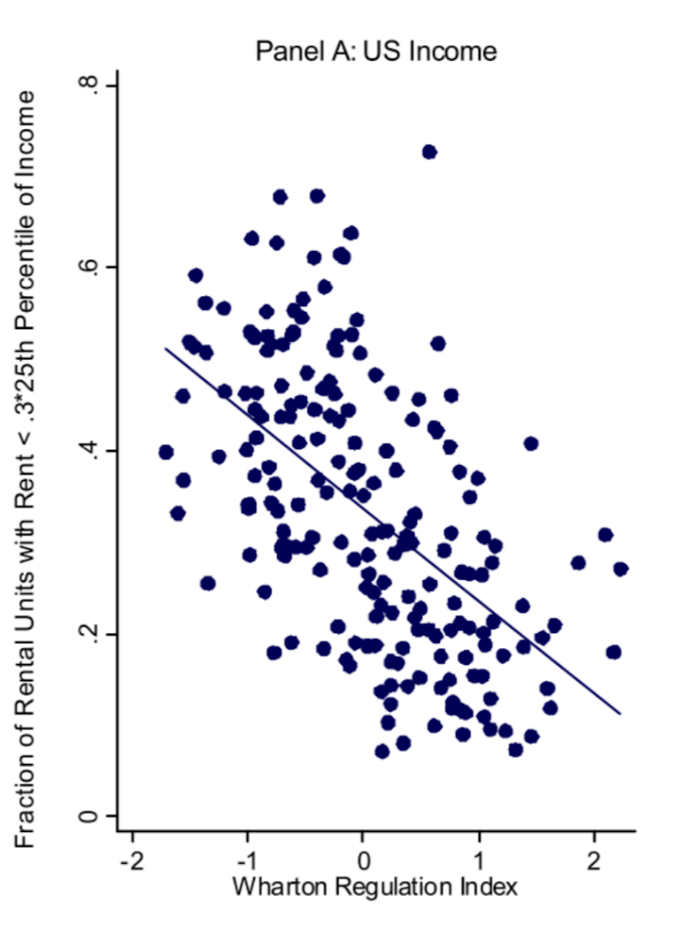 Panel A: US Income
Fraction of Rental Units with Rent < .3*25th Percentile of Income
.8
.6
.4
.2
0
-2 -1 0 1 2
Wharton Regulation Index